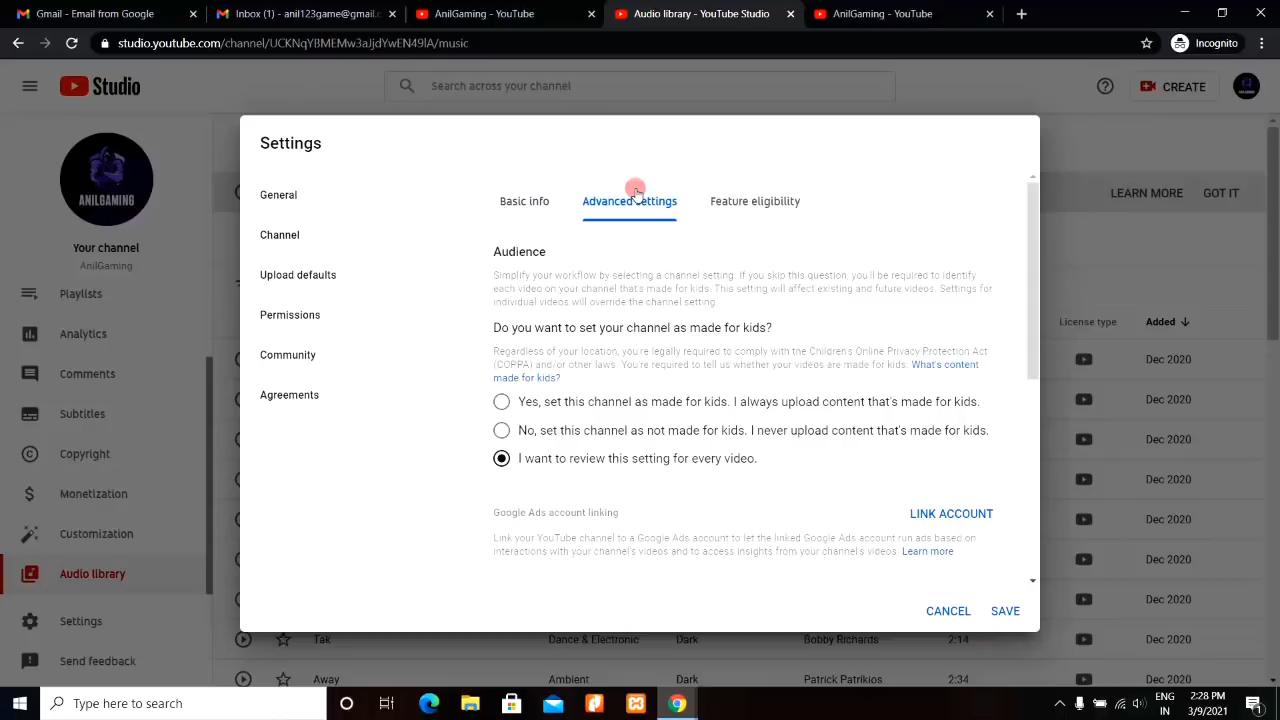 Gmail - Google Chrome
Inbox (1) - anil123game@gmail.c
AnilGaming - YouTube
Audio library - YouTube Studio
AnilGaming - YouTube
studio.youtube.com/channel/UCKNqYBMEMw3aJjdYwEN49lA/music
Incognito
Studio
Search across your channel
CREATE
ANILGAMING
Your channel
AnilGaming
Playlists
Analytics
Comments
Subtitles
Copyright
Monetization
Customization
Audio library
Settings
Send feedback
Settings
General
Channel
Upload defaults
Permissions
Community
Agreements
Basic info
Advanced settings
Feature eligibility
Audience
Simplify your workflow by selecting a channel setting. If you skip this question, you'll be required to identify
each video on your channel that's made for kids. This setting will affect existing and future videos. Settings for
individual videos will override the channel setting.
Do you want to set your channel as made for kids?
Regardless of your location, you're legally required to comply with the Children's Online Privacy Protection Act
(COPPA) and/or other laws. You're required to tell us whether your videos are made for kids. What's content
made for kids?
Yes, set this channel as made for kids. I always upload content that's made for kids.
No, set this channel as not made for kids. I never upload content that's made for kids.
I want to review this setting for every video.
Google Ads account linking
LINK ACCOUNT
Link your YouTube channel to a Google Ads account to let the linked Google Ads account run ads based on
interactions with your channel's videos and to access insights from your channel's videos. Learn more
CANCEL
SAVE
LEARN MORE
GOT IT
License type
Added
Dec 2020
Dec 2020
Dec 2020
Dec 2020
Dec 2020
Dec 2020
Dec 2020
Tak
Dance & Electronic
Dark
Bobby Richards
2:14
Dec 2020
Away
Ambient
Dark
Patrick Patrikios
2:34
Dec 2020
Type here to search
ENG
IN
2:28 PM
3/9/2021